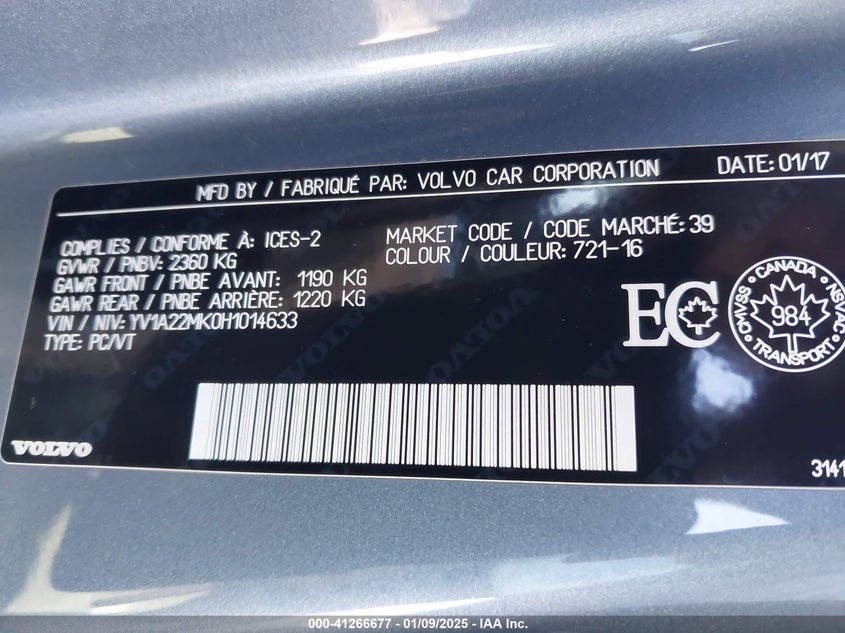 MFD BY / FABRIQUÉ PAR: VOLVO CAR CORPORATION DATE: 01/17
COMPLIES / CONFORME À: ICES-2 MARKET CODE / CODE MARCHÉ: 39
GVWR / PNBV: 2360 KG COLOUR / COULEUR: 721-16
GAWR FRONT / PNBE AVANT: 1190 KG
GAWR REAR / PNBE ARRIÈRE: 1220 KG
VIN / NIV: YV1A22MK0H1014633
TYPE: PC/VT
EC
CANADA
CMVSS NSVAC
984
TRANSPORT
VOLVO
3141
000-41266677 - 01/09/2025 - IAA Inc.